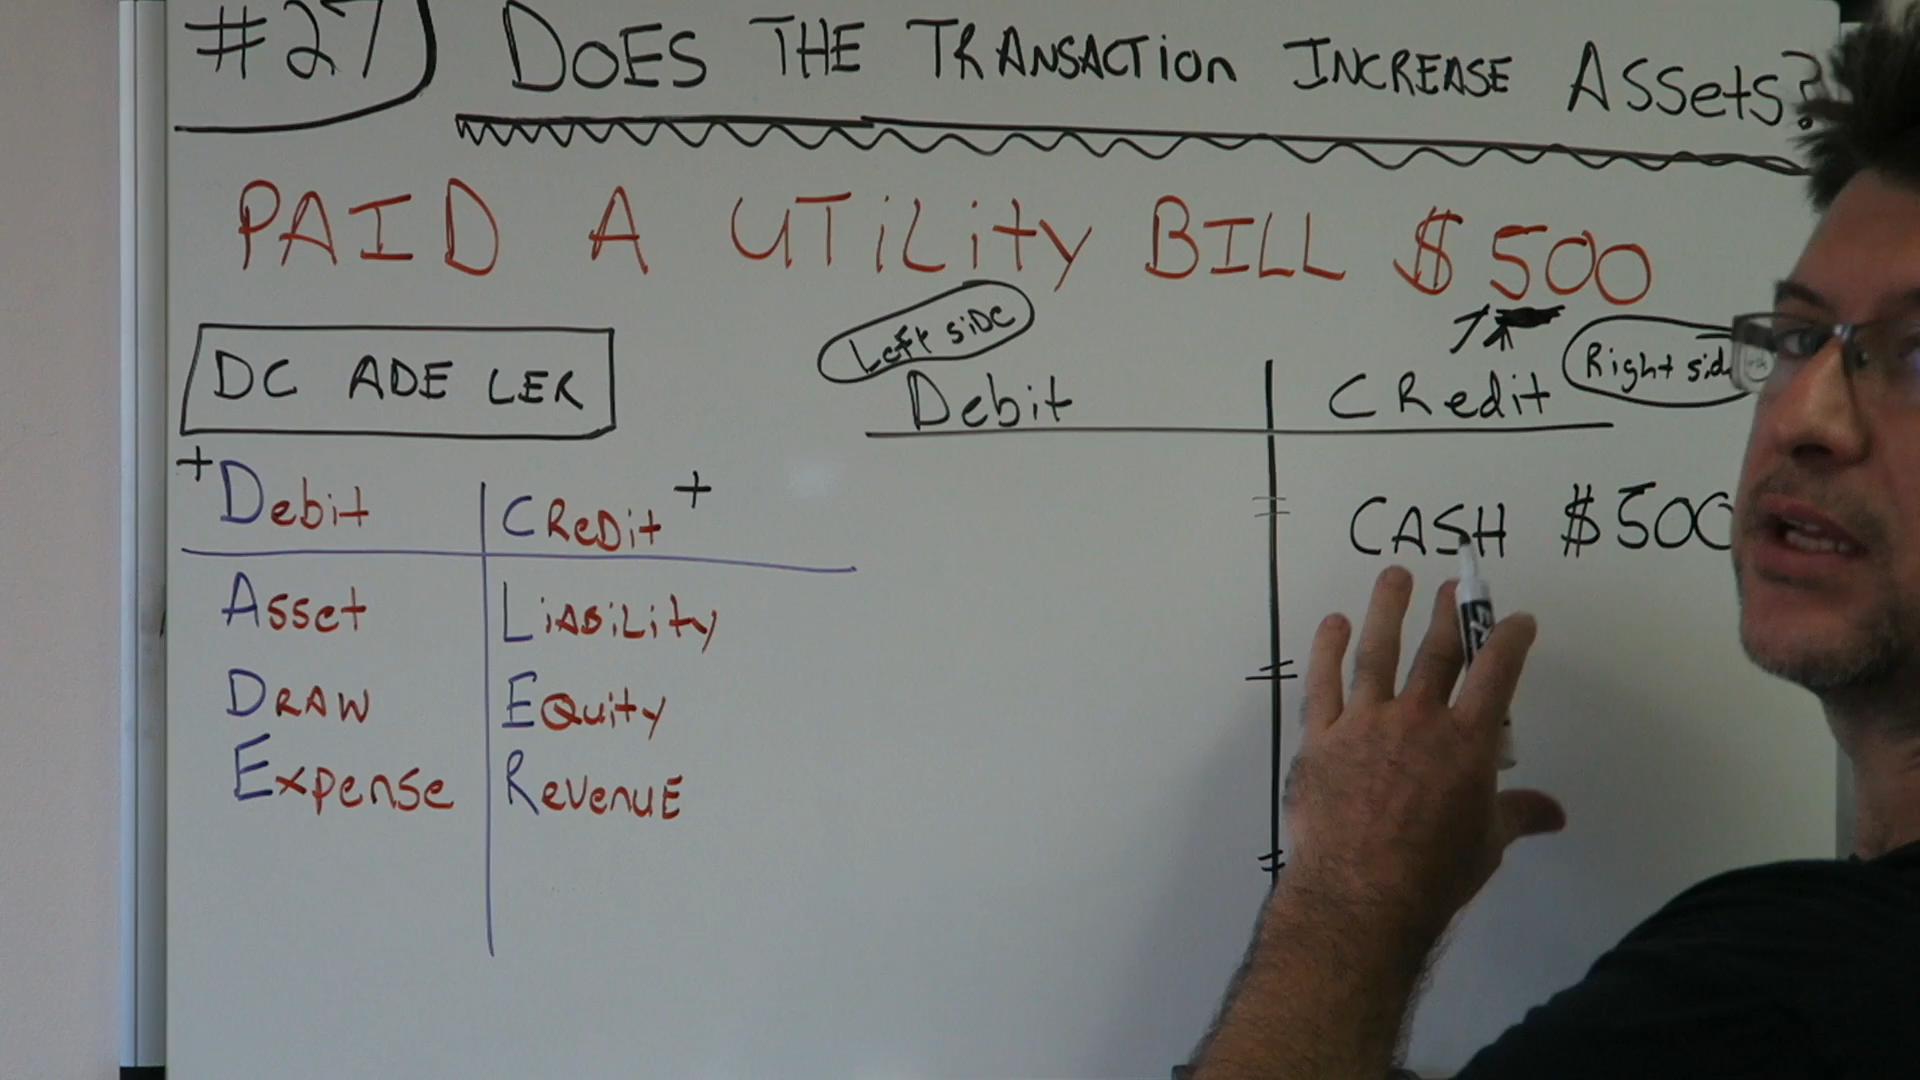 #27 DOES THE TRANSACTION INCREASE ASSETS?
PAID A UTILITY BILL $500
Left SIDE
Right sid
DC ADE LER
Debit CREDIT
+ DEBIT CREDIT +
ASSET LIABILITY
DRAW EQUITY
EXPENSE REVENUE
CASH $500